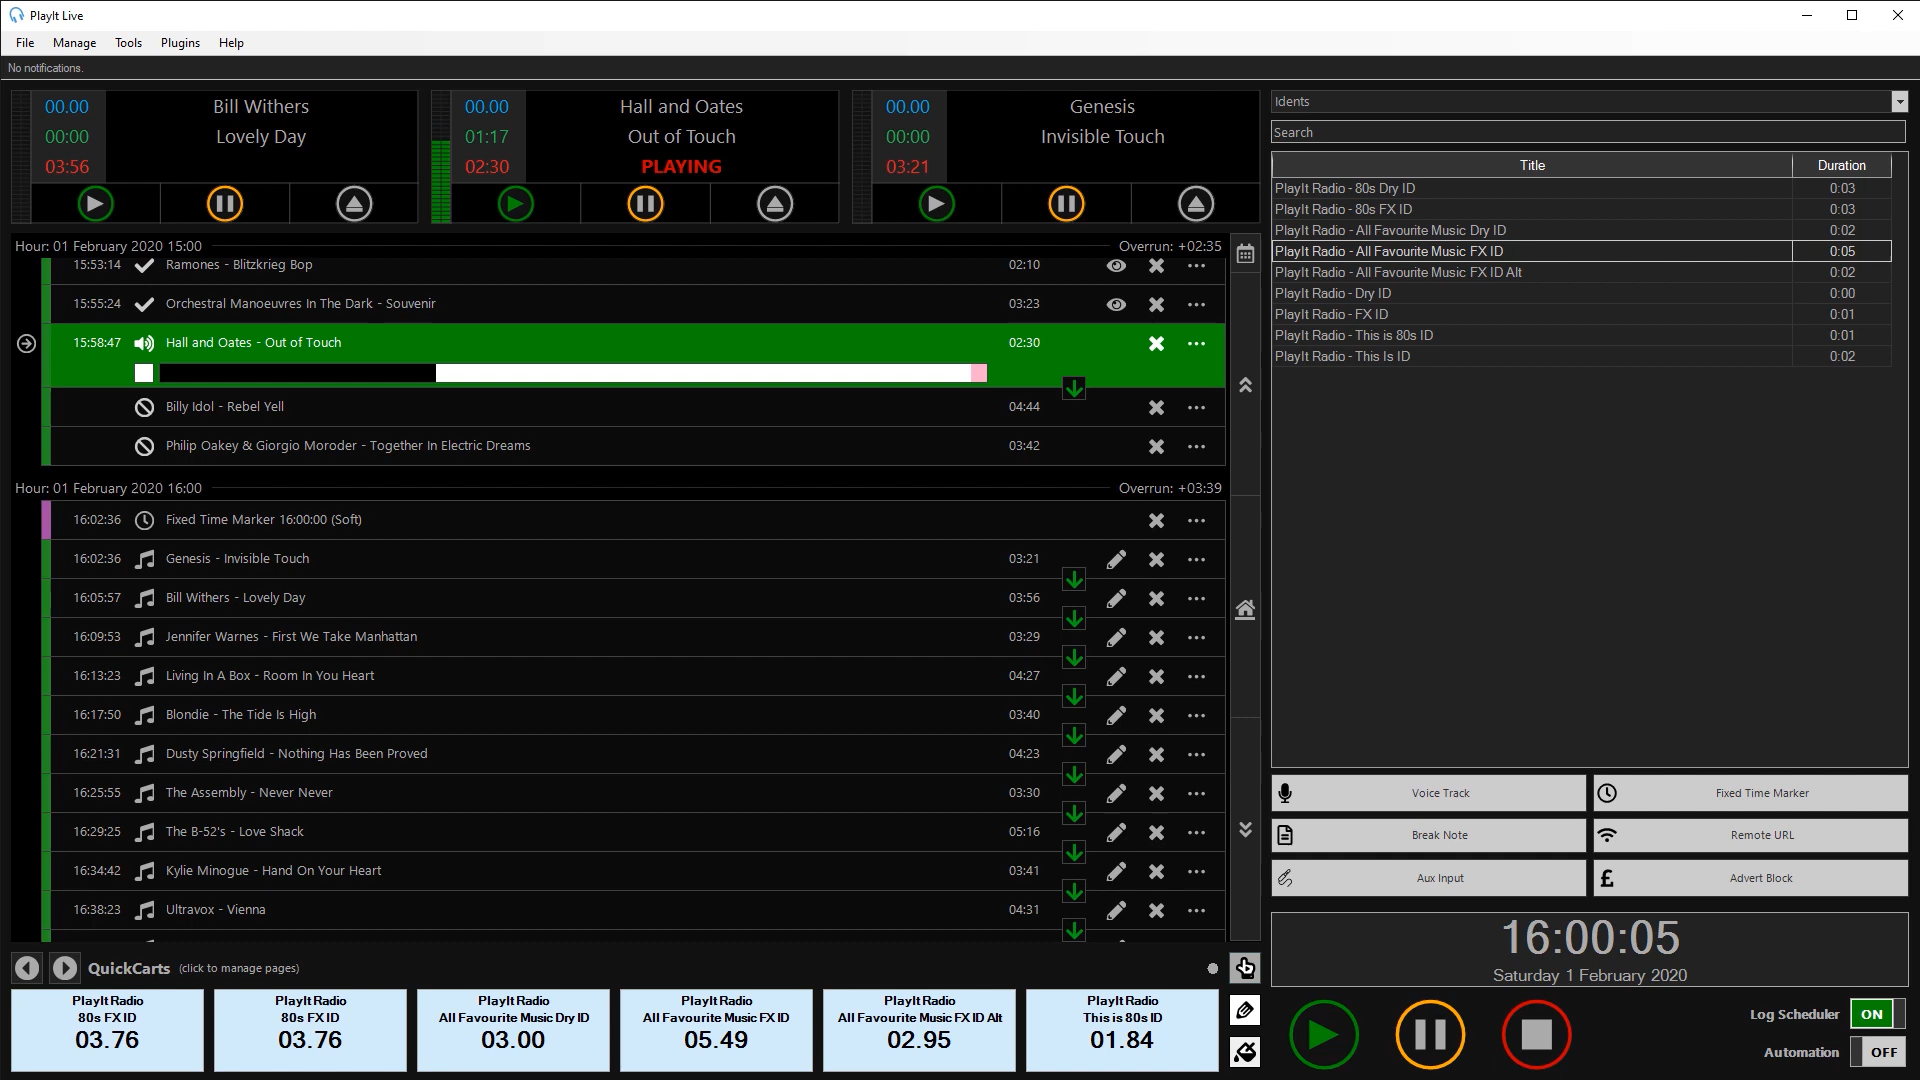 PlayIt Live
File Manage Tools Plugins Help
No notifications.
00.00 Bill Withers
00:00 Lovely Day
03:56
00.00 Hall and Oates
01:17 Out of Touch
02:30 PLAYING
00.00 Genesis
00:00 Invisible Touch
03:21
Hour: 01 February 2020 15:00 Overrun: +02:35
15:53:14 Ramones - Blitzkrieg Bop 02:10
15:55:24 Orchestral Manoeuvres In The Dark - Souvenir 03:23
15:58:47 Hall and Oates - Out of Touch 02:30
Billy Idol - Rebel Yell 04:44
Philip Oakey & Giorgio Moroder - Together In Electric Dreams 03:42
Hour: 01 February 2020 16:00 Overrun: +03:39
16:02:36 Fixed Time Marker 16:00:00 (Soft)
16:02:36 Genesis - Invisible Touch 03:21
16:05:57 Bill Withers - Lovely Day 03:56
16:09:53 Jennifer Warnes - First We Take Manhattan 03:29
16:13:23 Living In A Box - Room In You Heart 04:27
16:17:50 Blondie - The Tide Is High 03:40
16:21:31 Dusty Springfield - Nothing Has Been Proved 04:23
16:25:55 The Assembly - Never Never 03:30
16:29:25 The B-52's - Love Shack 05:16
16:34:42 Kylie Minogue - Hand On Your Heart 03:41
16:38:23 Ultravox - Vienna 04:31
QuickCarts (click to manage pages)
PlayIt Radio
80s FX ID
03.76
PlayIt Radio
80s FX ID
03.76
PlayIt Radio
All Favourite Music Dry ID
03.00
PlayIt Radio
All Favourite Music FX ID
05.49
PlayIt Radio
All Favourite Music FX ID Alt
02.95
PlayIt Radio
This is 80s ID
01.84
Idents
Search
Title Duration
PlayIt Radio - 80s Dry ID 0:03
PlayIt Radio - 80s FX ID 0:03
PlayIt Radio - All Favourite Music Dry ID 0:02
PlayIt Radio - All Favourite Music FX ID 0:05
PlayIt Radio - All Favourite Music FX ID Alt 0:02
PlayIt Radio - Dry ID 0:00
PlayIt Radio - FX ID 0:01
PlayIt Radio - This is 80s ID 0:01
PlayIt Radio - This Is ID 0:02
Voice Track Fixed Time Marker
Break Note Remote URL
Aux Input £ Advert Block
16:00:05
Saturday 1 February 2020
Log Scheduler ON
Automation OFF